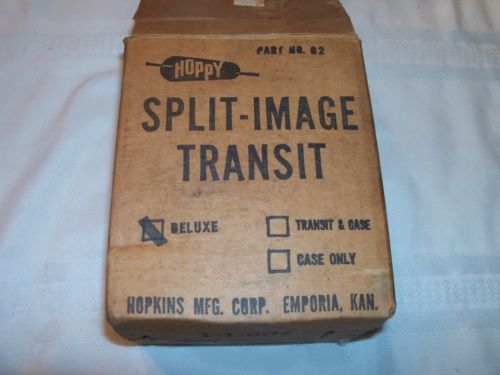 HOPPY
PART NO. 82
SPLIT-IMAGE
TRANSIT
DELUXE
TRANSIT & CASE
CASE ONLY
HOPKINS MFG. CORP. EMPORIA, KAN.